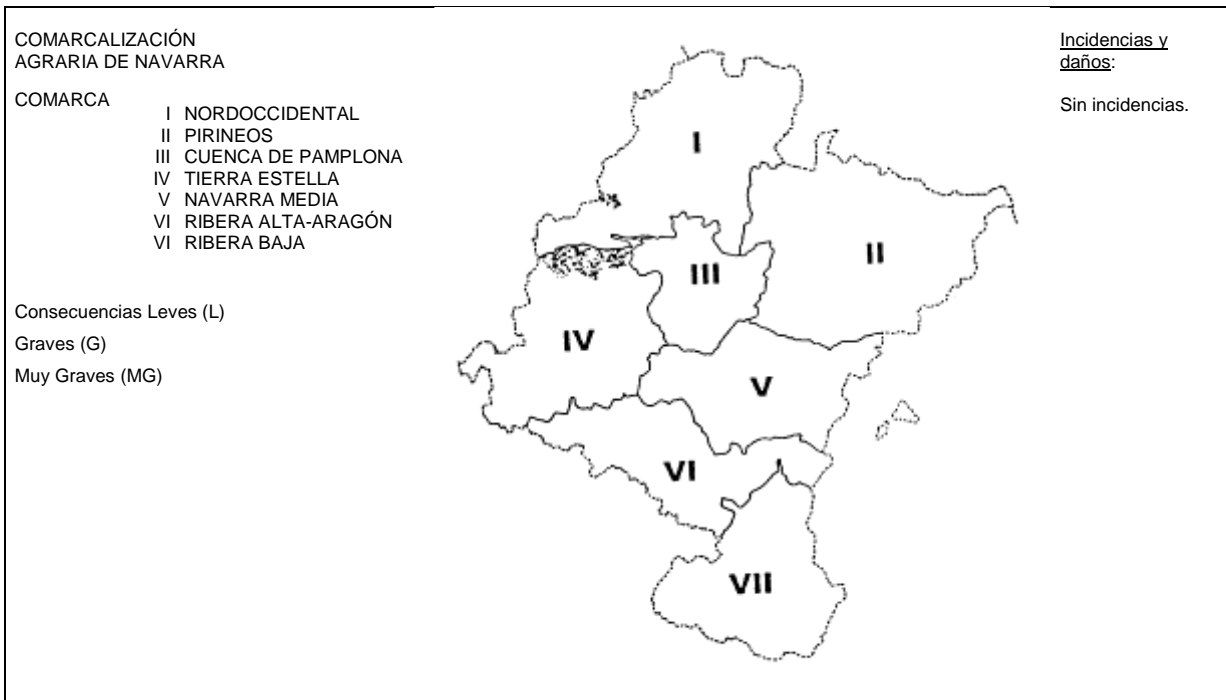 COMARCALIZACIÓN
AGRARIA DE NAVARRA
COMARCA
I NORDOCCIDENTAL
II PIRINEOS
III CUENCA DE PAMPLONA
IV TIERRA ESTELLA
V NAVARRA MEDIA
VI RIBERA ALTA-ARAGÓN
VI RIBERA BAJA
Consecuencias Leves (L)
Graves (G)
Muy Graves (MG)
I
II
III
IV
V
VI
VII
Incidencias y
daños:
Sin incidencias.